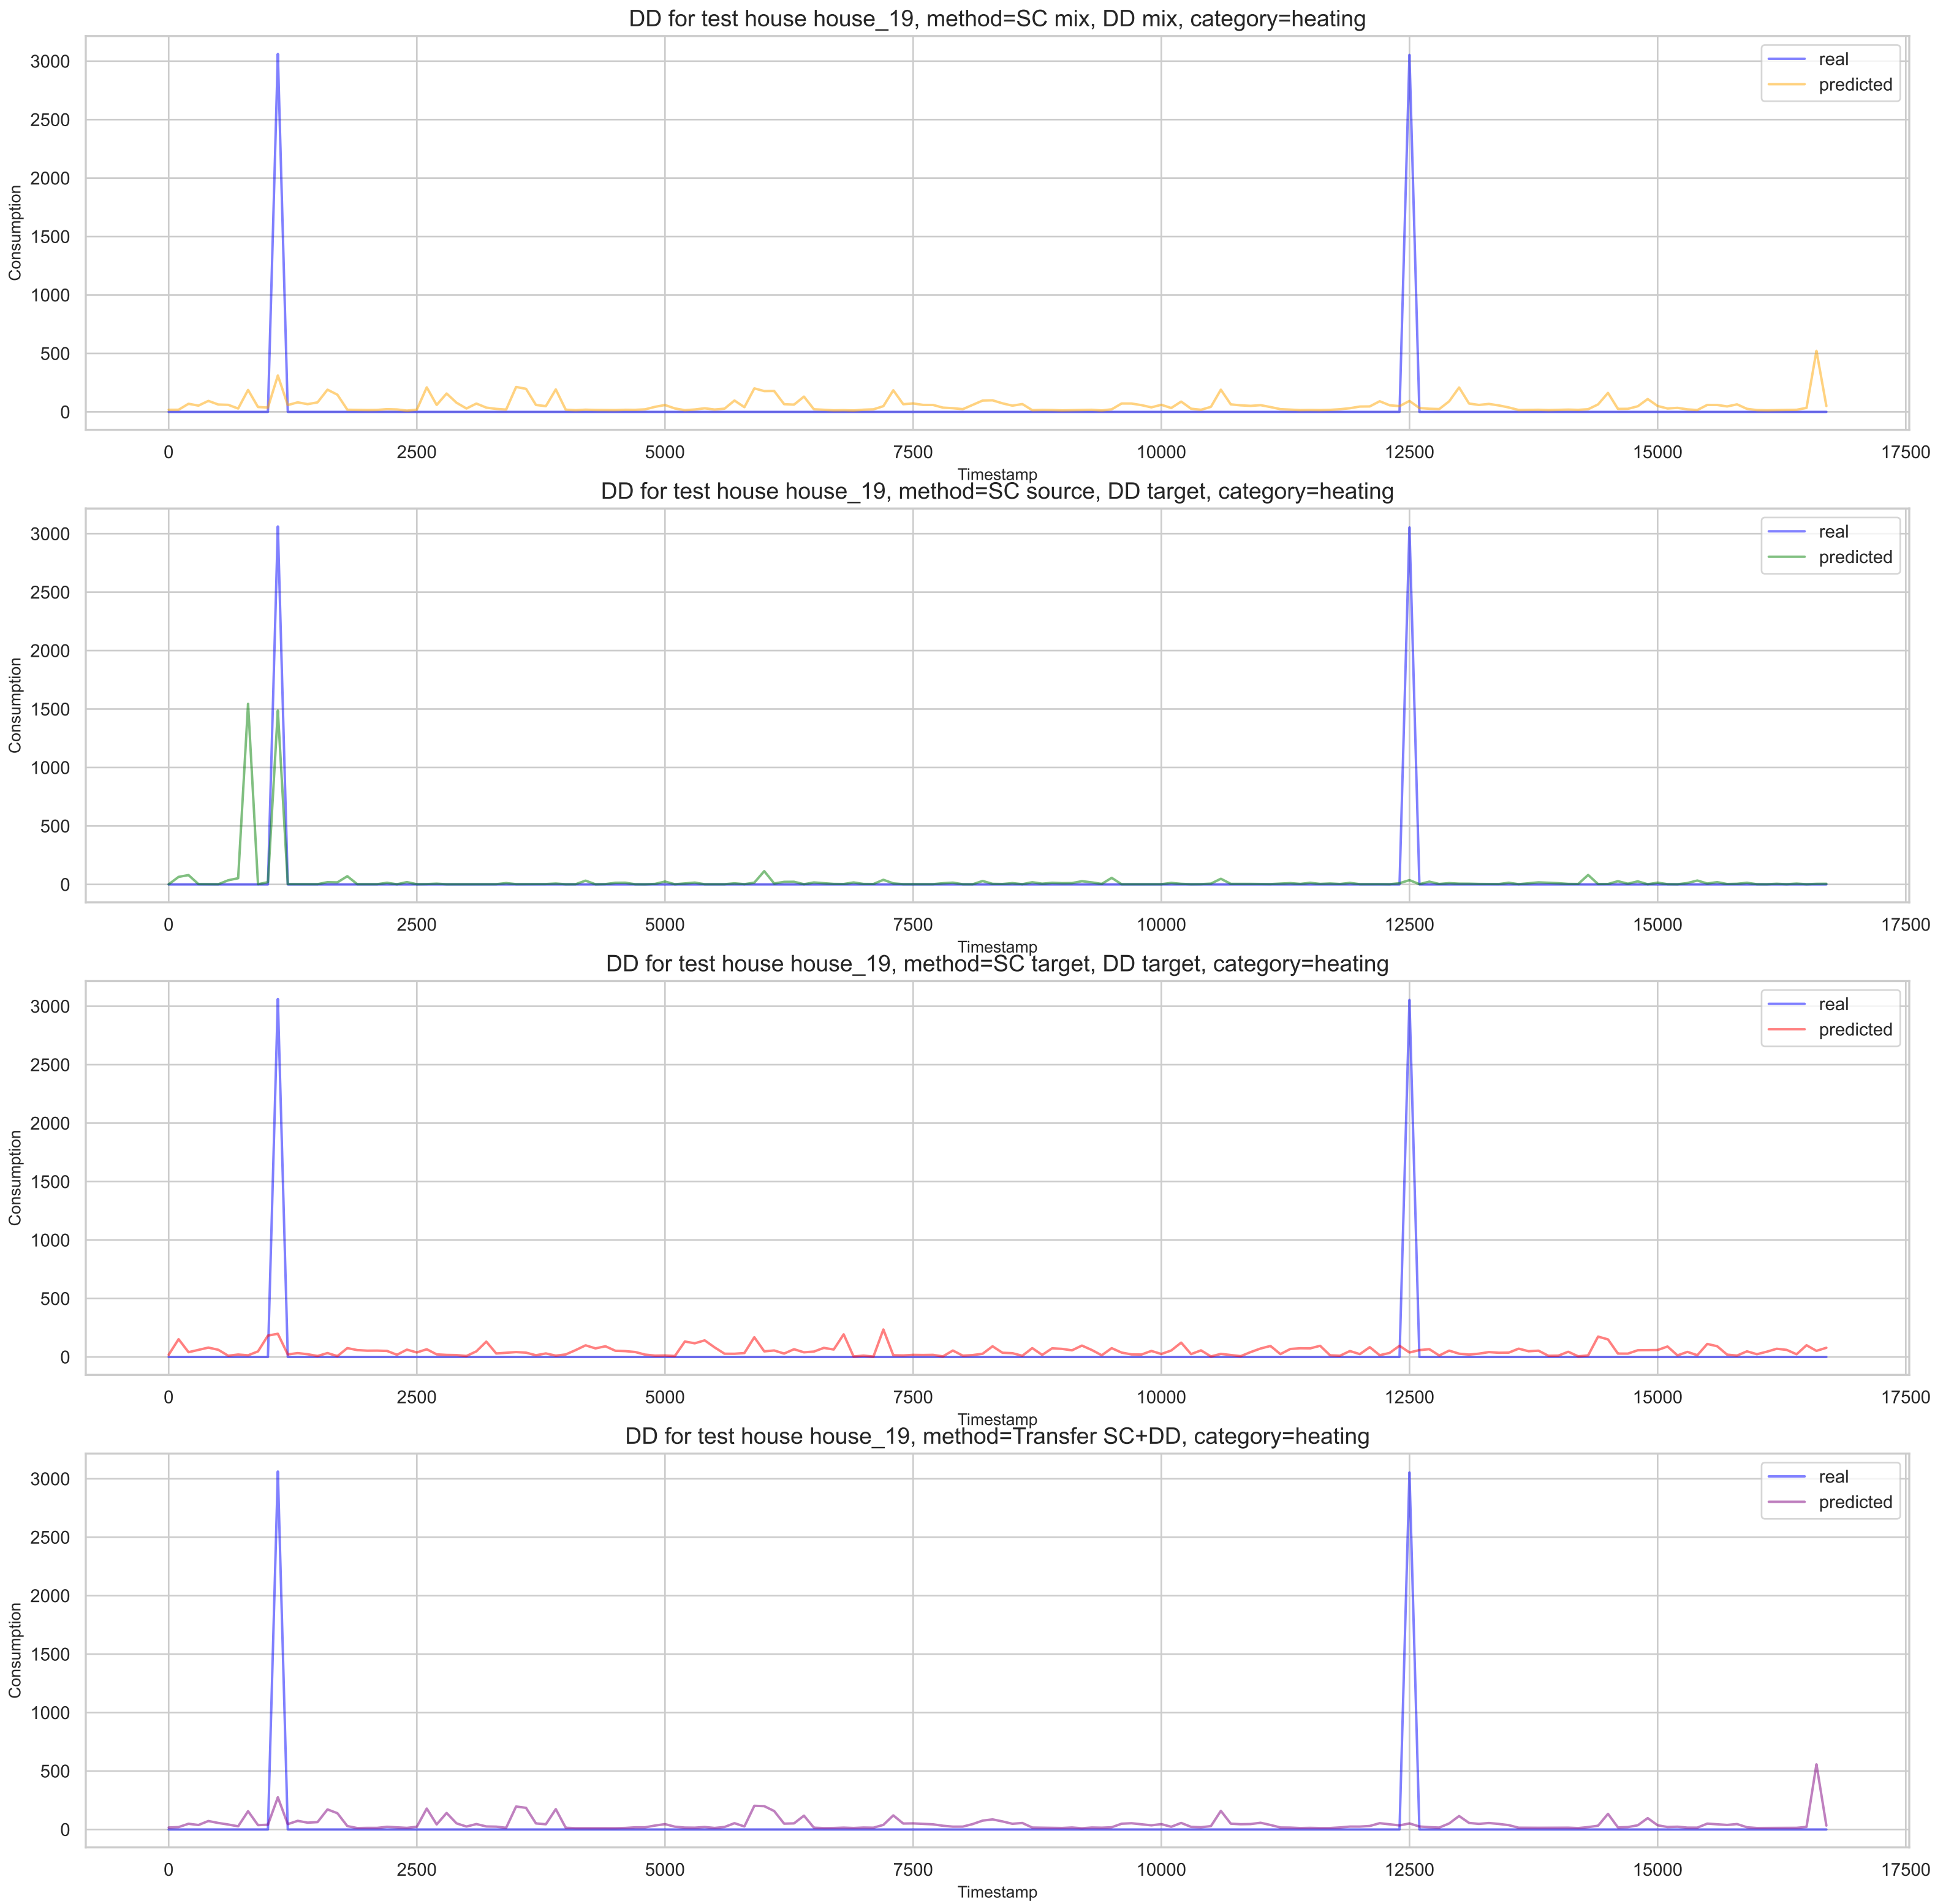 DD for test house house_19, method=SC mix, DD mix, category=heating
3000
2500
2000
1500
1000
500
0
Consumption
real
predicted
0 2500 5000 7500 10000 12500 15000 17500
Timestamp
DD for test house house_19, method=SC source, DD target, category=heating
3000
2500
2000
1500
1000
500
0
Consumption
real
predicted
0 2500 5000 7500 10000 12500 15000 17500
Timestamp
DD for test house house_19, method=SC target, DD target, category=heating
3000
2500
2000
1500
1000
500
0
Consumption
real
predicted
0 2500 5000 7500 10000 12500 15000 17500
Timestamp
DD for test house house_19, method=Transfer SC+DD, category=heating
3000
2500
2000
1500
1000
500
0
Consumption
real
predicted
0 2500 5000 7500 10000 12500 15000 17500
Timestamp